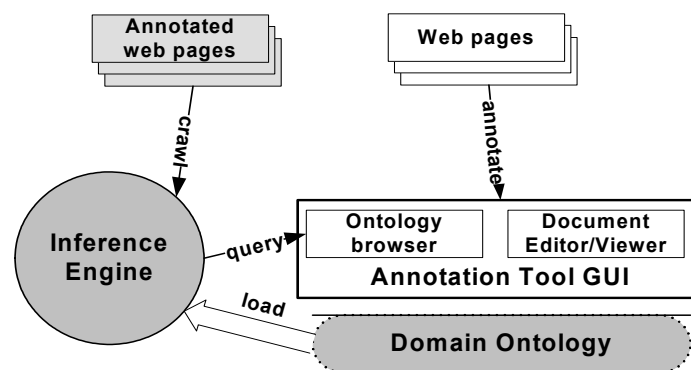 Annotated
web pages
Web pages
crawl
annotate
Inference
Engine
query
Ontology
browser
Document
Editor/Viewer
Annotation Tool GUI
load
Domain Ontology